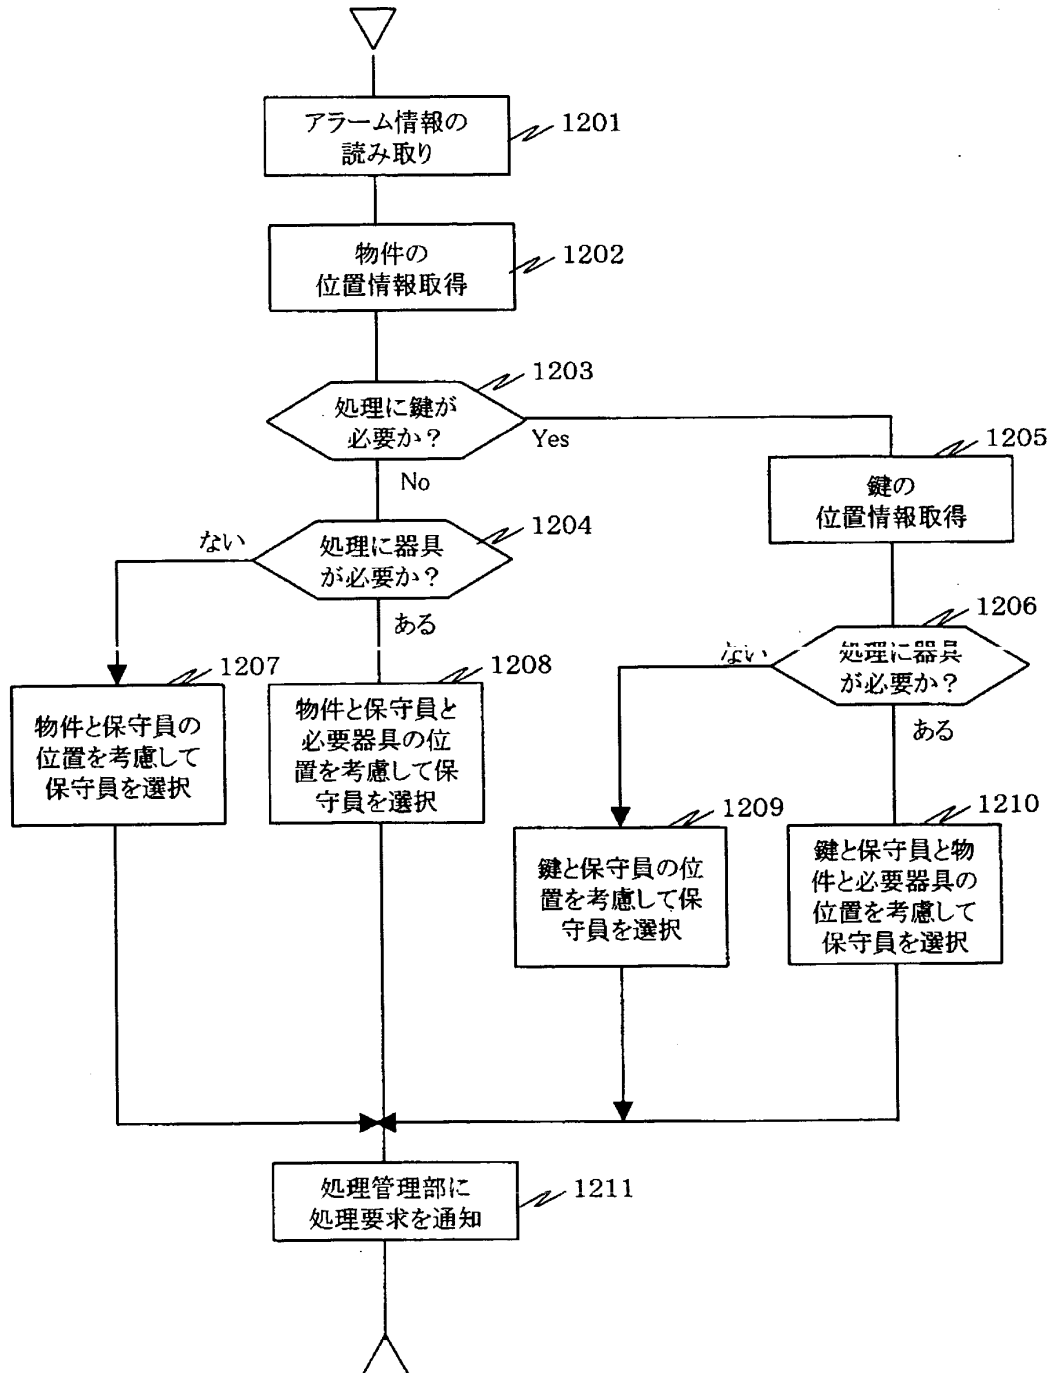 アラーム情報の
読み取り
1201
物件の
位置情報取得
1202
処理に鍵が
必要か？
1203
Yes
No
1205
鍵の
位置情報取得
処理に器具
が必要か？
1204
ない
ある
1206
処理に器具
が必要か？
ない
ある
1207
物件と保守員の
位置を考慮して
保守員を選択
1208
物件と保守員と
必要器具の位
置を考慮して保
守員を選択
1209
鍵と保守員の位
置を考慮して保
守員を選択
1210
鍵と保守員と物
件と必要器具の
位置を考慮して
保守員を選択
処理管理部に
処理要求を通知
1211